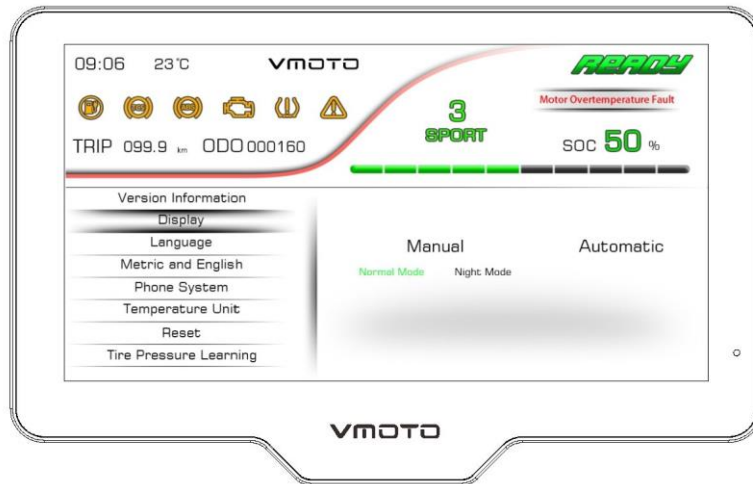 09:06 23℃ VMOTO READY
Motor Overtemperature Fault
3
SPORT
TRIP 099.9 km ODO 000160
SOC 50 %
Version Information
Display
Language
Metric and English
Phone System
Temperature Unit
Reset
Tire Pressure Learning
Manual Automatic
Normal Mode Night Mode
VMOTO